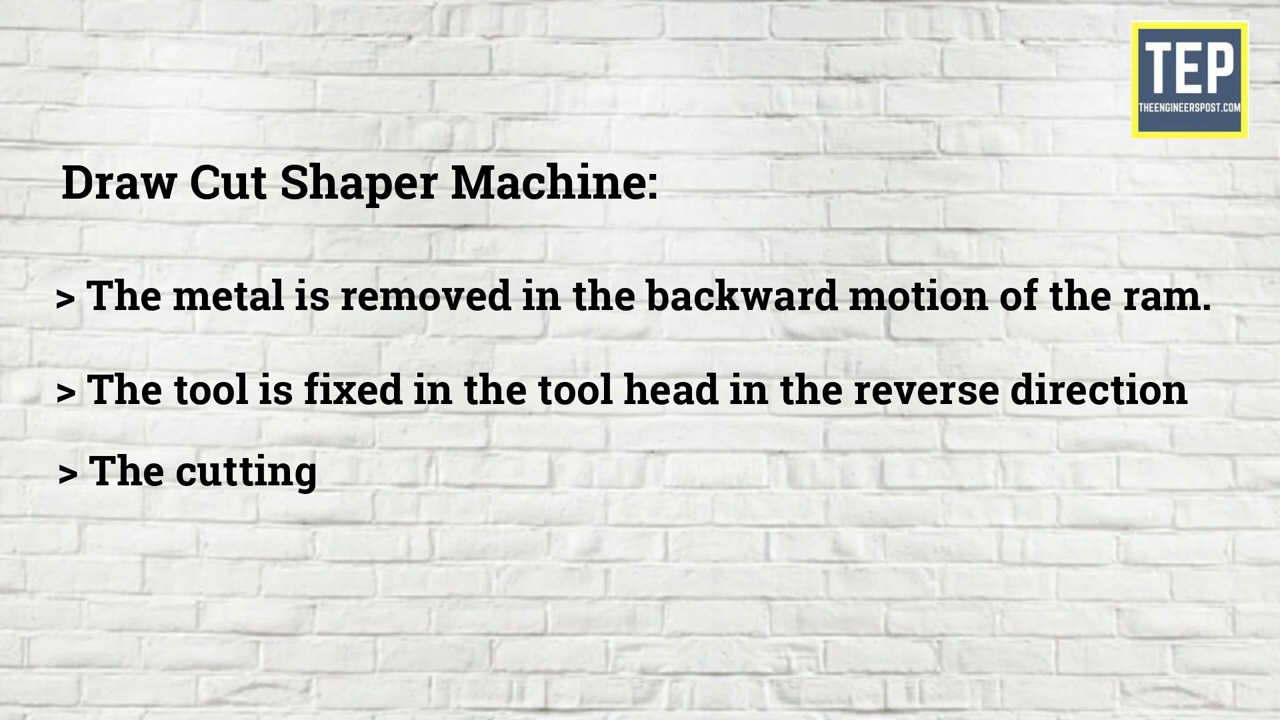 TEP
THEENGINEERSPOST.COM
Draw Cut Shaper Machine:
> The metal is removed in the backward motion of the ram.
> The tool is fixed in the tool head in the reverse direction
> The cutting